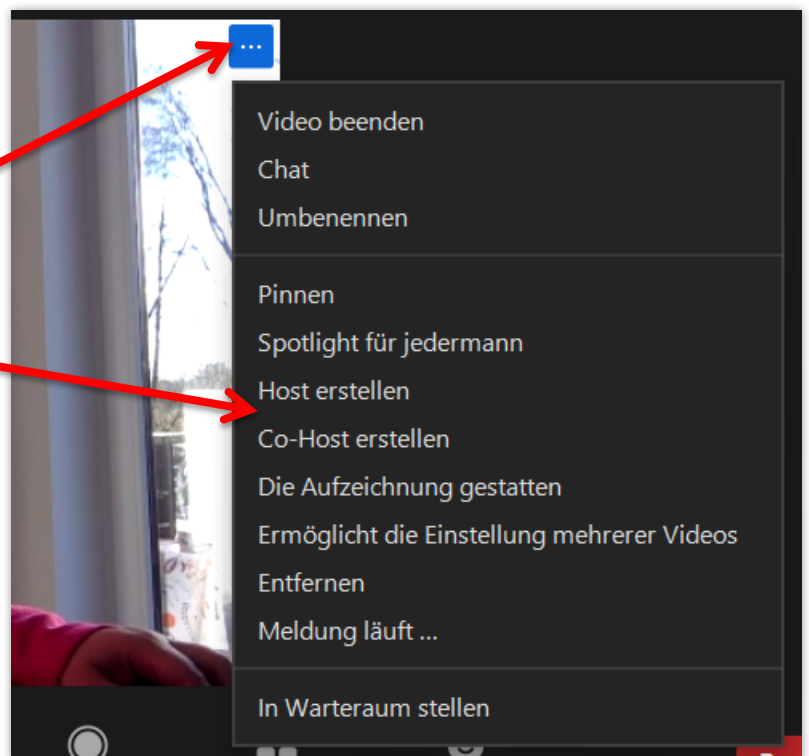 ...
Video beenden
Chat
Umbenennen
Pinnen
Spotlight für jedermann
Host erstellen
Co-Host erstellen
Die Aufzeichnung gestatten
Ermöglicht die Einstellung mehrerer Videos
Entfernen
Meldung läuft ...
In Warteraum stellen